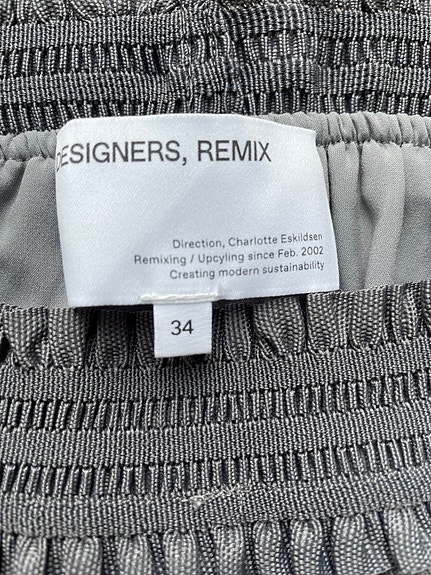 DESIGNERS, REMIX
Direction, Charlotte Eskildsen
Remixing / Upcyling since Feb. 2002
Creating modern sustainability
34